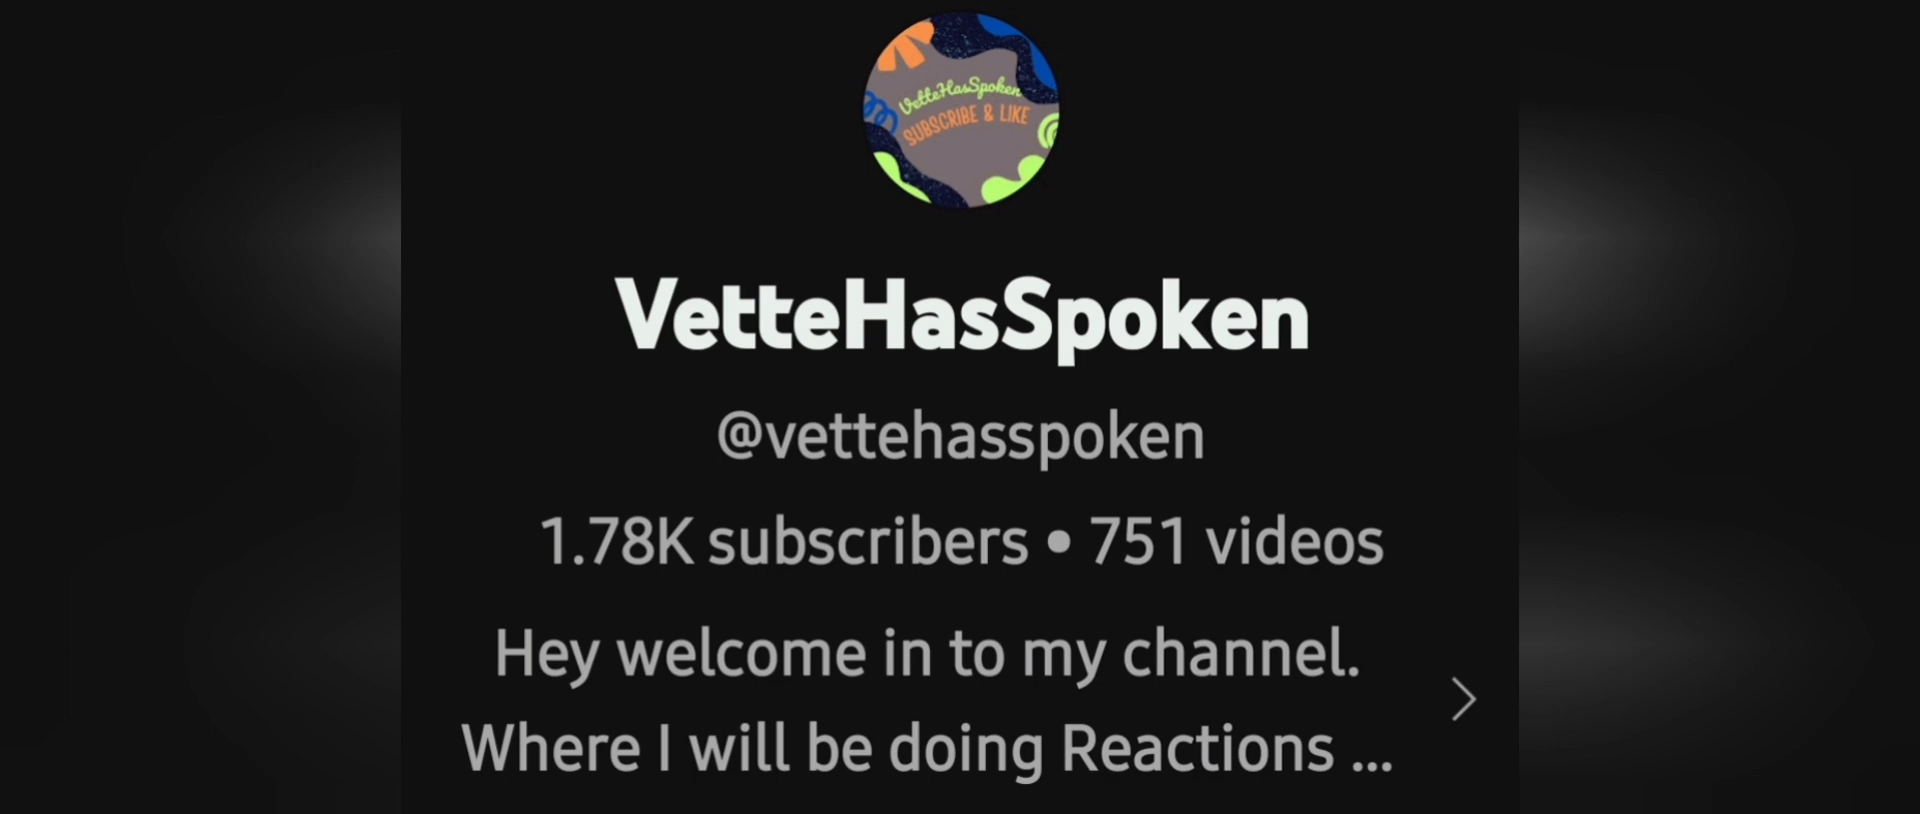 VetteHasSpoken
SUBSCRIBE & LIKE
VetteHasSpoken
@vettehasspoken
1.78K subscribers • 751 videos
Hey welcome in to my channel.
Where I will be doing Reactions ...